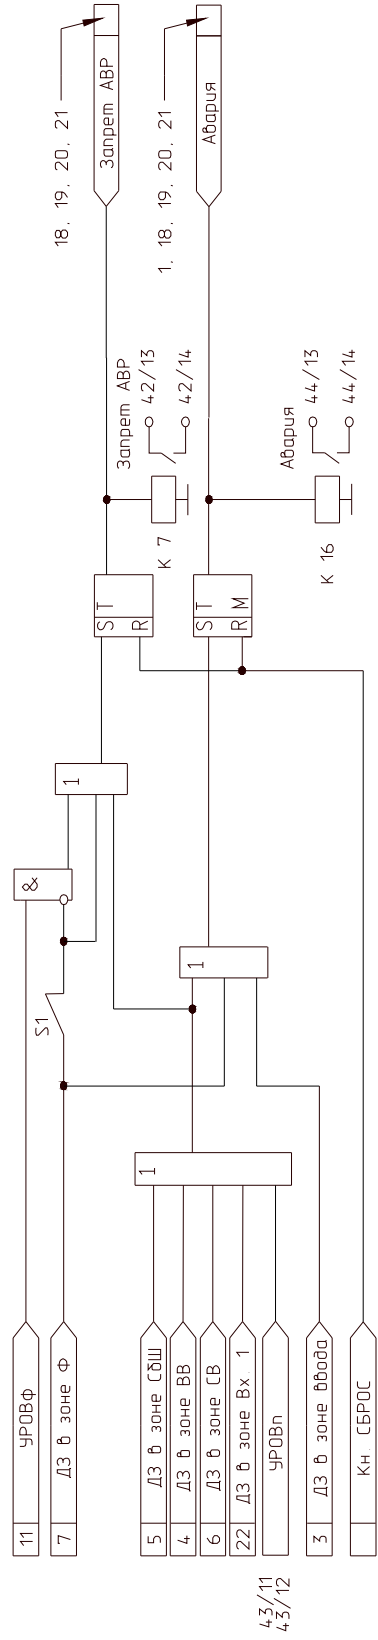 18, 19, 20, 21
Запрет АВР
1, 18, 19, 20, 21
Авария
Запрет АВР
42/13
42/14
К 7
Авария
44/13
44/14
К 16
S T
R
S T
R M
1
&
S1
1
1
11 УРОВф
7 ДЗ в зоне Ф
5 ДЗ в зоне СбШ
4 ДЗ в зоне ВВ
6 ДЗ в зоне СВ
22 ДЗ в зоне Вх. 1
УРОВп
43/11
43/12
3 ДЗ в зоне ввода
Кн. СБРОС